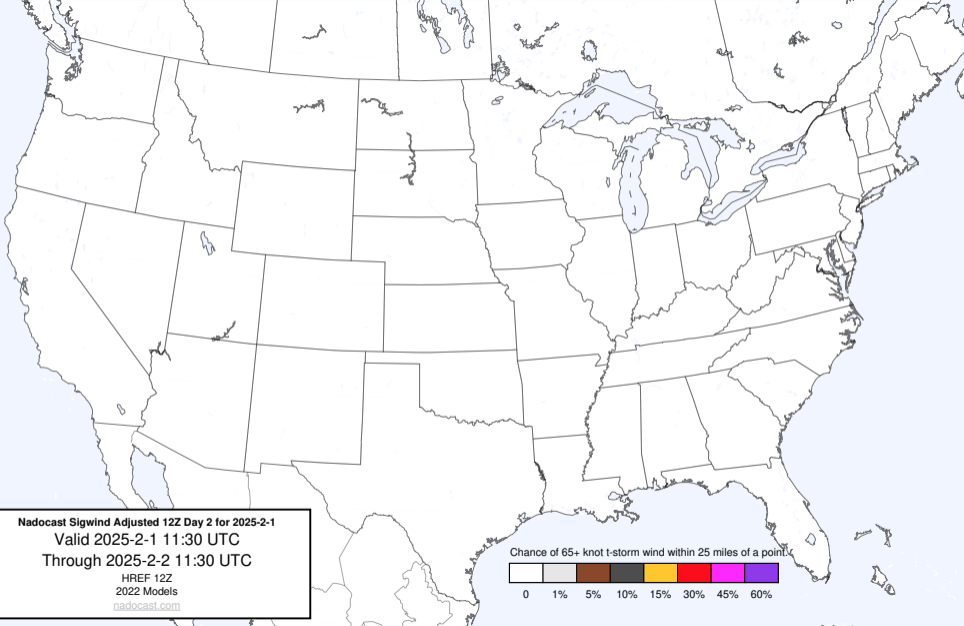 Nadocast Sigwind Adjusted 12Z Day 2 for 2025-2-1
Valid 2025-2-1 11:30 UTC
Through 2025-2-2 11:30 UTC
HREF 12Z
2022 Models
nadocast.com
Chance of 65+ knot t-storm wind within 25 miles of a point.
0 1% 5% 10% 15% 30% 45% 60%